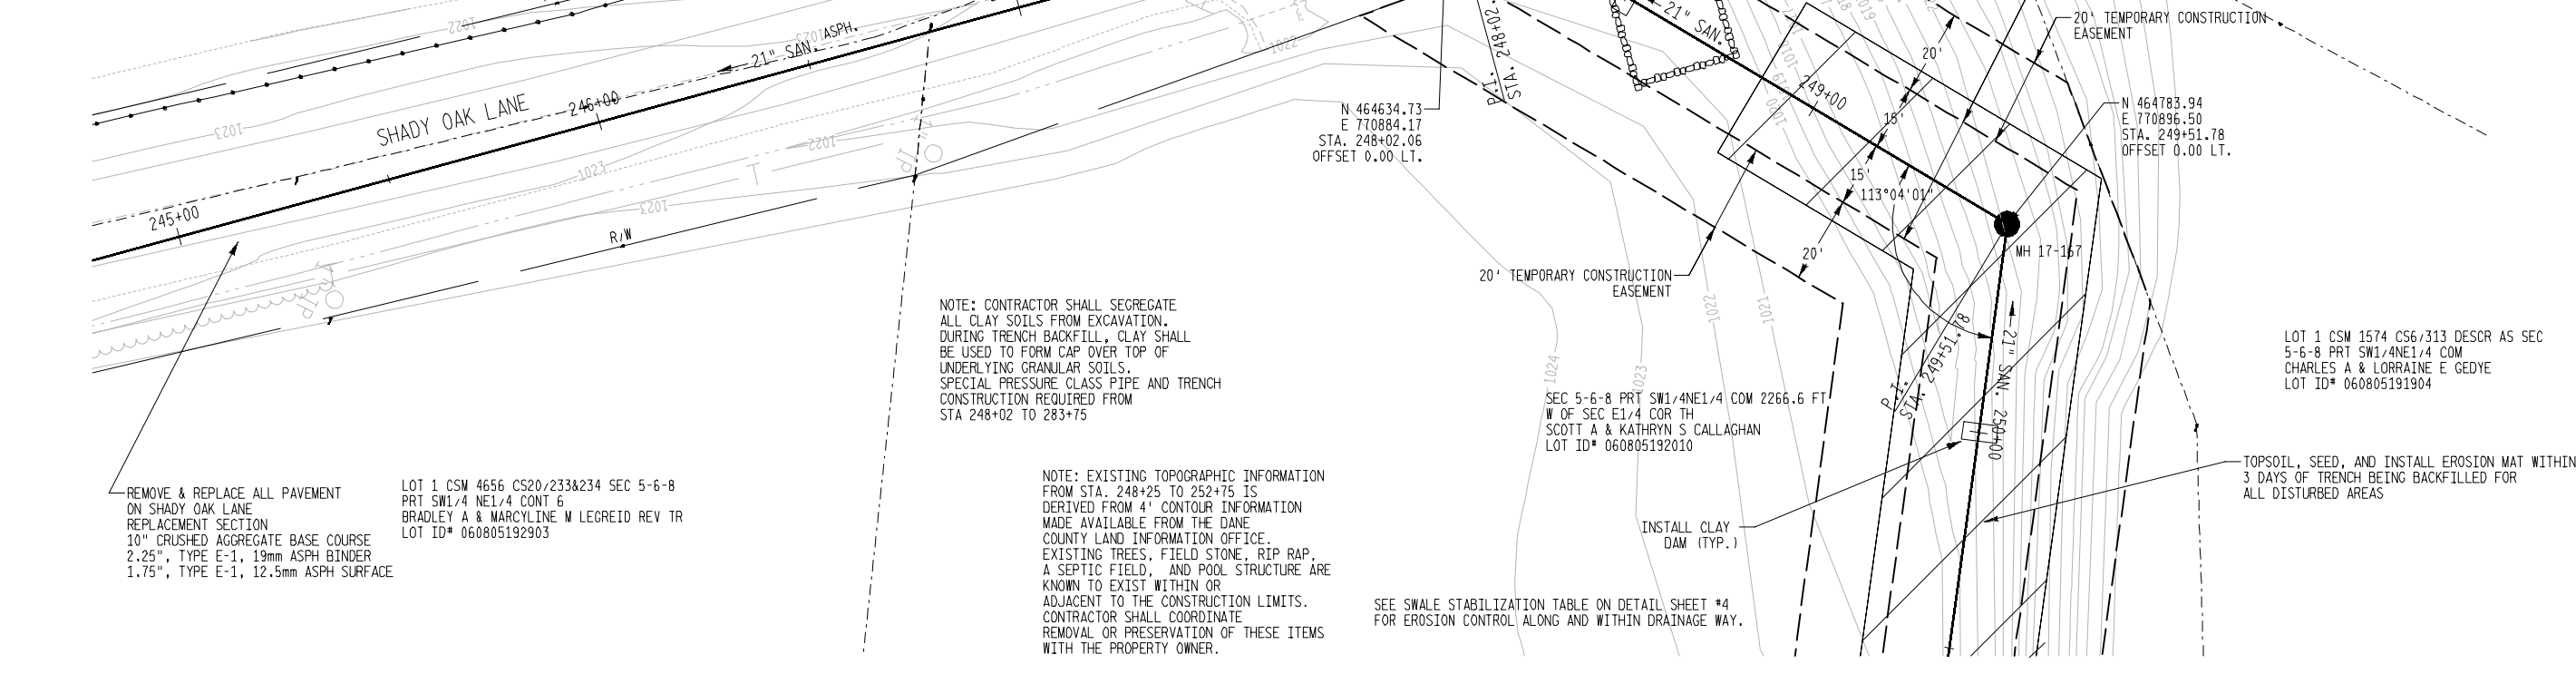 1022
1023
21" SAN.
ASPH.
SHADY OAK LANE
246+00
1023
245+00
1023
1023
1022
1022
R/W
T
dП
dП
REMOVE & REPLACE ALL PAVEMENT
ON SHADY OAK LANE
REPLACEMENT SECTION
10" CRUSHED AGGREGATE BASE COURSE
2.25", TYPE E-1, 19mm ASPH BINDER
1.75", TYPE E-1, 12.5mm ASPH SURFACE
LOT 1 CSM 4656 CS20/233&234 SEC 5-6-8
PRT SW1/4 NE1/4 CONT 6
BRADLEY A & MARCYLINE M LEGREID REV TR
LOT ID# 060805192903
NOTE: CONTRACTOR SHALL SEGREGATE
ALL CLAY SOILS FROM EXCAVATION.
DURING TRENCH BACKFILL, CLAY SHALL
BE USED TO FORM CAP OVER TOP OF
UNDERLYING GRANULAR SOILS.
SPECIAL PRESSURE CLASS PIPE AND TRENCH
CONSTRUCTION REQUIRED FROM
STA 248+02 TO 283+75
NOTE: EXISTING TOPOGRAPHIC INFORMATION
FROM STA. 248+25 TO 252+75 IS
DERIVED FROM 4' CONTOUR INFORMATION
MADE AVAILABLE FROM THE DANE
COUNTY LAND INFORMATION OFFICE.
EXISTING TREES, FIELD STONE, RIP RAP,
A SEPTIC FIELD, AND POOL STRUCTURE ARE
KNOWN TO EXIST WITHIN OR
ADJACENT TO THE CONSTRUCTION LIMITS.
CONTRACTOR SHALL COORDINATE
REMOVAL OR PRESERVATION OF THESE ITEMS
WITH THE PROPERTY OWNER.
N 464634.73
E 770884.17
STA. 248+02.06
OFFSET 0.00 LT.
P.I.
STA. 248+02.
21" SAN.
1019
1019
1020
249+00
20'
15'
15'
20'
113°04'01"
20' TEMPORARY CONSTRUCTION
EASEMENT
N 464783.94
E 770896.50
STA. 249+51.78
OFFSET 0.00 LT.
MH 17-167
20' TEMPORARY CONSTRUCTION
EASEMENT
1024
1023
1022
1021
P.I.
STA. 249+51.78
21" SAN.
250+00
SEC 5-6-8 PRT SW1/4NE1/4 COM 2266.6 FT
W OF SEC E1/4 COR TH
SCOTT A & KATHRYN S CALLAGHAN
LOT ID# 060805192010
LOT 1 CSM 1574 CS6/313 DESCR AS SEC
5-6-8 PRT SW1/4NE1/4 COM
CHARLES A & LORRAINE E GEDYE
LOT ID# 060805191904
TOPSOIL, SEED, AND INSTALL EROSION MAT WITHIN
3 DAYS OF TRENCH BEING BACKFILLED FOR
ALL DISTURBED AREAS
INSTALL CLAY
DAM (TYP.)
SEE SWALE STABILIZATION TABLE ON DETAIL SHEET #4
FOR EROSION CONTROL ALONG AND WITHIN DRAINAGE WAY.